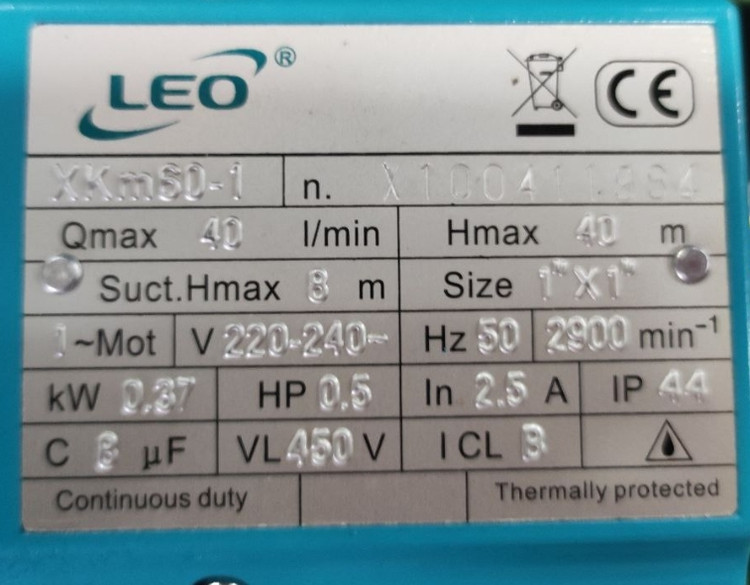 LEO®
CE
XKm60-1 n. X100411984
Qmax 40 l/min Hmax 40 m
Suct.Hmax 8 m Size 1"X1"
1~Mot V 220-240~ Hz 50 2900 min⁻¹
kW 0.37 HP 0.5 In 2.5 A IP 44
C 8 μF VL 450 V I CL B
Continuous duty Thermally protected